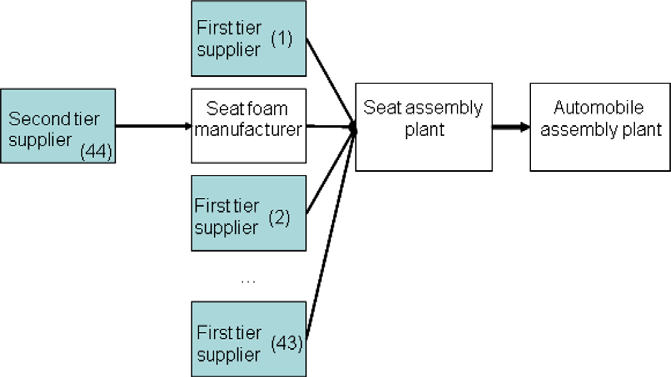 First tier
supplier (1)
Second tier
supplier (44)
Seat foam
manufacturer
Seat assembly
plant
Automobile
assembly plant
First tier
supplier (2)
...
First tier
supplier (43)